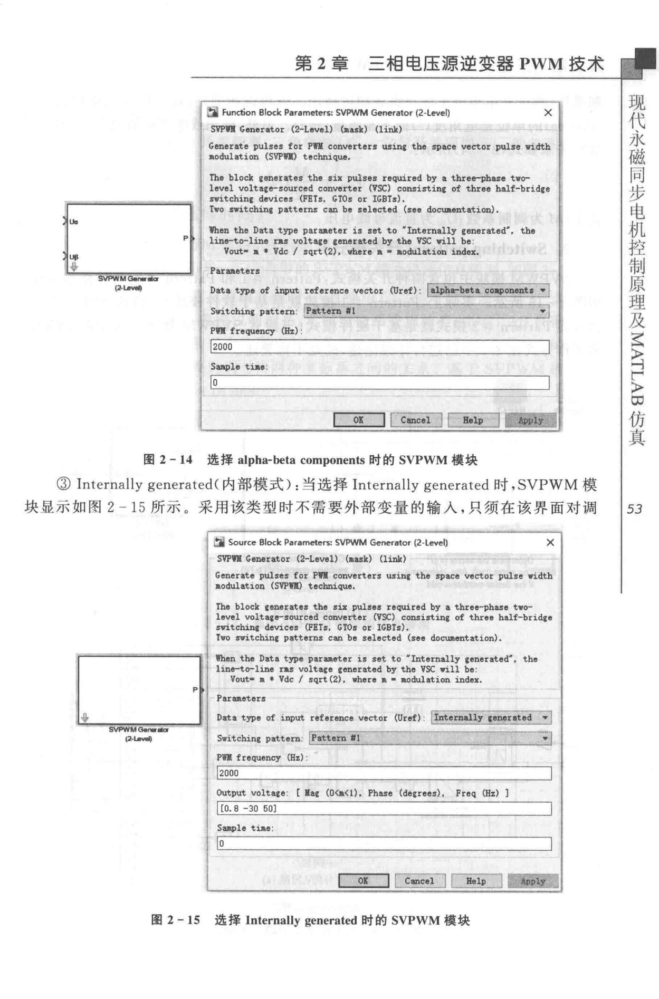 第 2 章 三相电压源逆变器 PWM 技术
Function Block Parameters: SVPWM Generator (2-Level)
SVPWM Generator (2-Level) (mask) (link)
Generate pulses for PWM converters using the space vector pulse width
modulation (SVPWM) technique.
The block generates the six pulses required by a three-phase two-
level voltage-sourced converter (VSC) consisting of three half-bridge
switching devices (FETs, GTOs or IGBTs).
Two switching patterns can be selected (see documentation).
When the Data type parameter is set to "Internally generated", the
line-to-line rms voltage generated by the VSC will be:
Vout= m * Vdc / sqrt(2), where m = modulation index.
Parameters
Data type of input reference vector (Uref): alpha-beta components
Switching pattern: Pattern #1
PWM frequency (Hz):
2000
Sample time:
0
OK Cancel Help Apply
Uα
P
Uβ
SVPWM Generator
(2-Level)
图 2-14 选择 alpha-beta components 时的 SVPWM 模块
③ Internally generated(内部模式):当选择 Internally generated 时,SVPWM 模
块显示如图 2-15 所示。采用该类型时不需要外部变量的输入,只须在该界面对调
Source Block Parameters: SVPWM Generator (2-Level)
SVPWM Generator (2-Level) (mask) (link)
Generate pulses for PWM converters using the space vector pulse width
modulation (SVPWM) technique.
The block generates the six pulses required by a three-phase two-
level voltage-sourced converter (VSC) consisting of three half-bridge
switching devices (FETs, GTOs or IGBTs).
Two switching patterns can be selected (see documentation).
When the Data type parameter is set to "Internally generated", the
line-to-line rms voltage generated by the VSC will be:
Vout= m * Vdc / sqrt(2), where m = modulation index.
Parameters
Data type of input reference vector (Uref): Internally generated
Switching pattern: Pattern #1
PWM frequency (Hz):
2000
Output voltage: [ Mag (0<m<1), Phase (degrees), Freq (Hz) ]
[0.8 -30 50]
Sample time:
0
OK Cancel Help Apply
P
SVPWM Generator
(2-Level)
图 2-15 选择 Internally generated 时的 SVPWM 模块
现代永磁同步电机控制原理及MATLAB仿真
53